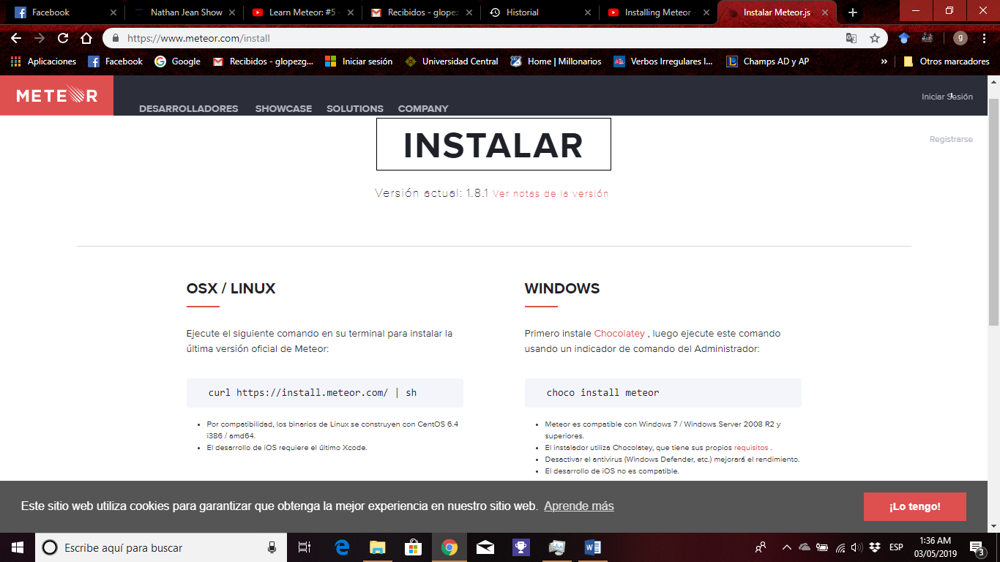 Facebook
Nathan Jean Show
Learn Meteor: #5 -
Recibidos - glopez
Historial
Installing Meteor -
Instalar Meteor.js
https://www.meteor.com/install
g
Aplicaciones
Facebook
Google
Recibidos - glopezg...
Iniciar sesión
Universidad Central
Home | Millonarios
Verbos Irregulares I...
Champs AD y AP
»
Otros marcadores
METEOR
DESARROLLADORES
SHOWCASE
SOLUTIONS
COMPANY
Iniciar Sesión
Registrarse
INSTALAR
Versión actual: 1.8.1 Ver notas de la versión
OSX / LINUX
Ejecute el siguiente comando en su terminal para instalar la
última versión oficial de Meteor:
curl https://install.meteor.com/ | sh
• Por compatibilidad, los binarios de Linux se construyen con CentOS 6.4
i386 / amd64.
• El desarrollo de iOS requiere el último Xcode.
WINDOWS
Primero instale Chocolatey , luego ejecute este comando
usando un indicador de comando del Administrador:
choco install meteor
• Meteor es compatible con Windows 7 / Windows Server 2008 R2 y
superiores.
• El instalador utiliza Chocolatey, que tiene sus propios requisitos .
• Desactivar el antivirus (Windows Defender, etc.) mejorará el rendimiento.
• El desarrollo de iOS no es compatible.
Este sitio web utiliza cookies para garantizar que obtenga la mejor experiencia en nuestro sitio web. Aprende más
¡Lo tengo!
Escribe aquí para buscar
ESP
1:36 AM
03/05/2019
3